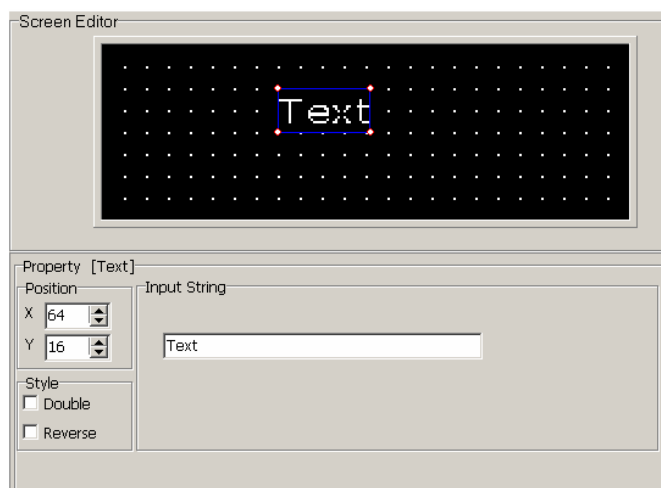 Screen Editor
Text
Property [Text]
Position
Input String
X 64
Y 16
Text
Style
Double
Reverse